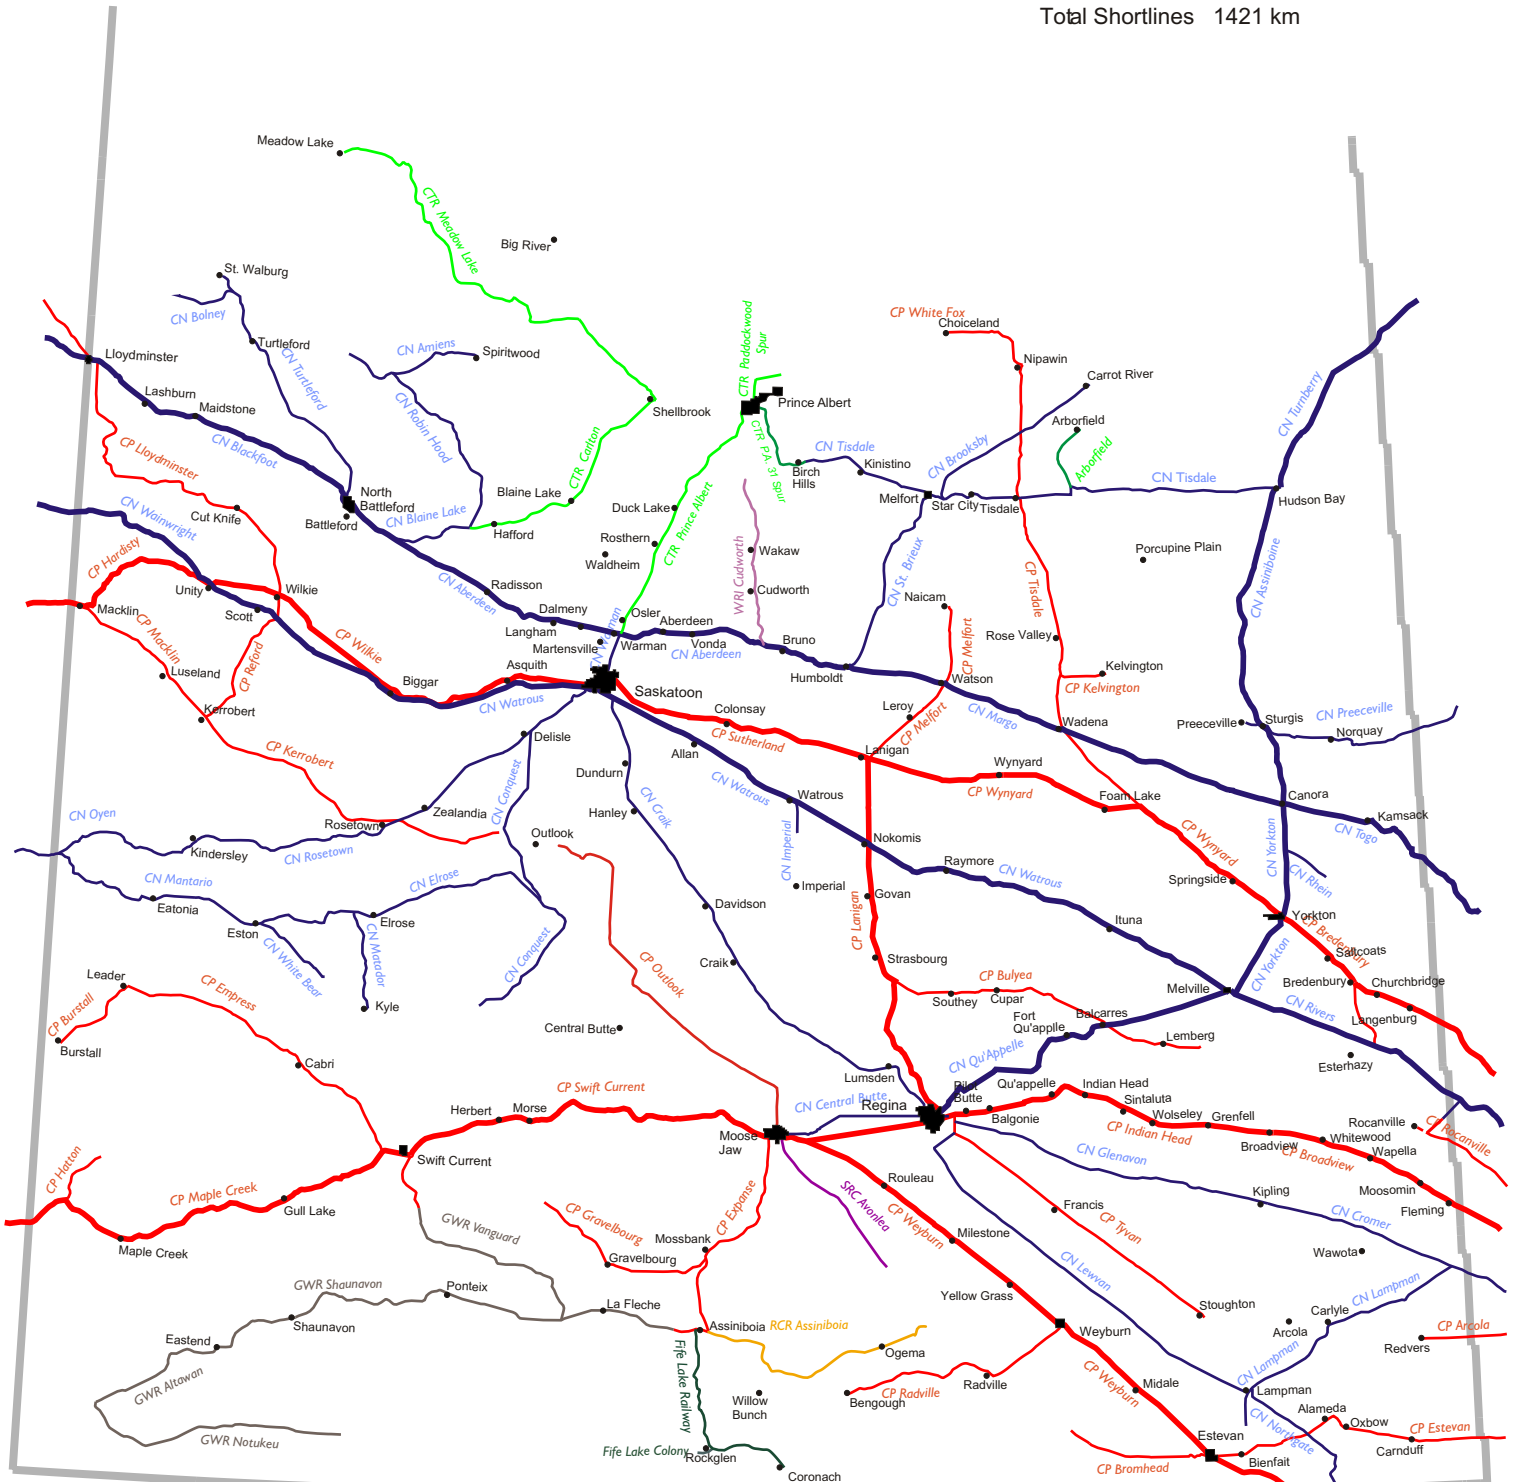 Total Shortlines 1421 km
Meadow Lake
CTR Meadow Lake
Big River
St. Walburg
CN Bolney
Turtleford
CN Turtleford
CN Amiens
Spiritwood
CN Robin Hood
Lloydminster
Lashburn
Maidstone
CN Blackfoot
CP Lloydminster
Shellbrook
CTR Paddockwood
Spur
Prince Albert
CTR P.A. 31 Spur
CP White Fox
Choiceland
Nipawin
Carrot River
Arborfield
Arborfield
CN Turnberry
CN Tisdale
Birch
Hills
Kinistino
CN Brooksby
Melfort
Star City
Tisdale
CN Tisdale
Hudson Bay
North
Battleford
Battleford
CN Blaine Lake
Blaine Lake
CTR Carlton
Hafford
Duck Lake
CTR Prince Albert
Rosthern
Waldheim
Cut Knife
CN Wainwright
CP Hardisty
Unity
Wilkie
Scott
Macklin
CP Macklin
Luseland
CP Reford
Kerrobert
CP Wilkie
Biggar
CN Aberdeen
Radisson
Dalmeny
Langham
Martensville
CN Warman
Osler
Warman
Aberdeen
Vonda
CN Aberdeen
WRI Cudworth
Wakaw
Cudworth
Bruno
Humboldt
CN St. Brieux
Naicam
CP Melfort
Watson
Leroy
CP Melfort
CP Tisdale
Rose Valley
Kelvington
CP Kelvington
Wadena
CN Margo
Porcupine Plain
CN Assiniboine
Preeceville
Sturgis
CN Preeceville
Norquay
Asquith
Saskatoon
CN Watrous
Colonsay
CP Sutherland
Lanigan
Allan
Delisle
CP Kerrobert
CN Conquest
Dundurn
Hanley
CN Craik
CN Watrous
Watrous
CN Imperial
Imperial
Nokomis
Wynyard
CP Wynyard
Foam Lake
CP Wynyard
Canora
Kamsack
CN Togo
CN Yorkton
CN Rhein
Springside
Yorkton
CN Oyen
Kindersley
CN Rosetown
Rosetown
Zealandia
Outlook
CN Mantario
Eatonia
CN Elrose
Elrose
Eston
CN White Bear
CN Matador
Kyle
CN Conquest
CP Outlook
Davidson
Craik
Govan
CP Lanigan
Strasbourg
Raymore
CN Watrous
Ituna
CP Bredenbury
Saltcoats
Bredenbury
Churchbridge
Langenburg
CN Yorkton
Melville
CN Rivers
Esterhazy
Leader
CP Empress
CP Burstall
Burstall
Cabri
Central Butte
Southey
CP Bulyea
Cupar
Fort
Qu'applle
Balcarres
Lemberg
CN Qu'Appelle
Lumsden
Regina
CN Central Butte
Pilot
Butte
Balgonie
Qu'appelle
Indian Head
Sintaluta
CP Indian Head
Wolseley
Grenfell
Broadview
CP Broadview
Whitewood
Wapella
Rocanville
CP Rocanville
Moosomin
Fleming
Herbert
Morse
CP Swift Current
Moose
Jaw
Swift Current
CP Hatton
CP Maple Creek
Gull Lake
Maple Creek
GWR Vanguard
CP Gravelbourg
Gravelbourg
Mossbank
CP Expanse
SRC Avonlea
Rouleau
CP Weyburn
Milestone
Yellow Grass
CN Glenavon
Francis
CP Tyvan
CN Lewvan
Stoughton
Kipling
CN Cromer
Wawota
CN Lampman
Carlyle
Arcola
CP Arcola
Redvers
GWR Shaunavon
Ponteix
Shaunavon
Eastend
GWR Altawan
GWR Notukeu
La Fleche
Assiniboia
RCR Assiniboia
Ogema
Fife Lake Railway
Willow
Bunch
Fife Lake Colony
Rockglen
Coronach
Bengough
CP Radville
Radville
Weyburn
CP Weyburn
Midale
CN Lampman
Lampman
CN Northgate
Estevan
Bienfait
CP Bromhead
Alameda
Oxbow
Carnduff
CP Estevan